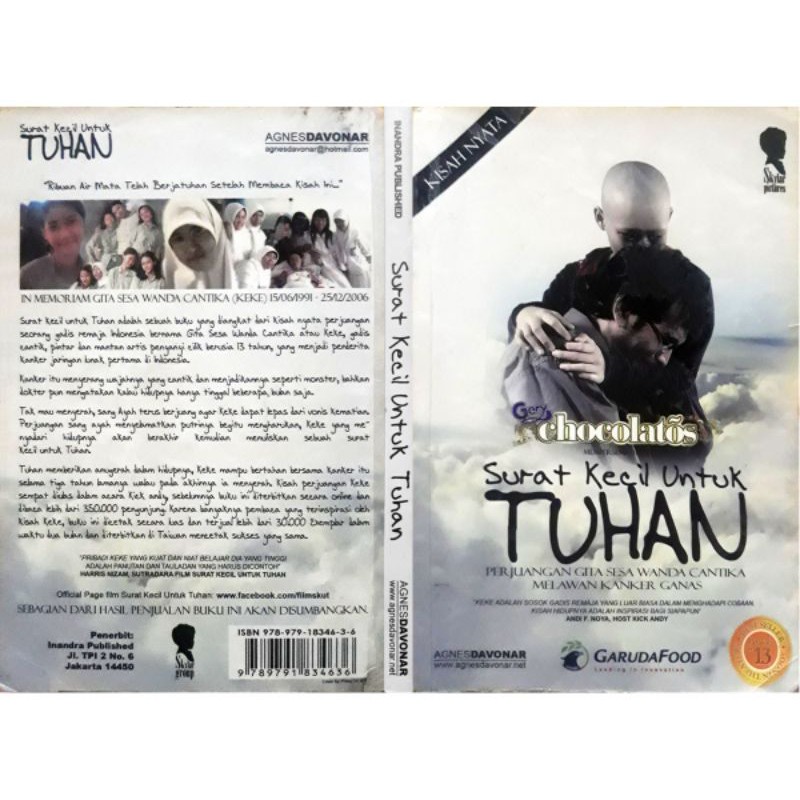 Surat Kecil Untuk
TUHAN
AGNESDAVONAR
agnesdavonar@hotmail.com
"Ribuan Air Mata Telah Berjatuhan Setelah Membaca Kisah Ini..."
IN MEMORIAM GITA SESA WANDA CANTIKA (KEKE) 15/06/1991 - 25/12/2006
Surat kecil untuk Tuhan adalah sebuah buku yang diangkat dari kisah nyata perjuangan
seorang gadis remaja Indonesia bernama Gita Sesa Wanda Cantika atau Keke, gadis
cantik, pintar dan mantan artis penyanyi cilik berusia 13 tahun, yang menjadi penderita
kanker jaringan lunak pertama di Indonesia.
Kanker itu menyerang wajahnya yang cantik dan menjadikannya seperti monster, bahkan
dokter pun mengatakan kalau hidupnya hanya tinggal beberapa, bulan saja.
Tak mau menyerah, sang Ayah terus berjuang agar Keke dapat lepas dari vonis kematian.
Perjuangan sang ayah menyelamatkan putrinya begitu mengharukan, Keke yang me-
nyadari hidupnya akan berakhir kemudian menuliskan sebuah surat
kecil untuk Tuhan.
Tuhan memberikan anugerah dalam hidupnya, Keke mampu bertahan bersama kanker itu
selama tiga tahun lamanya walau pada akhirnya ia menyerah. Kisah perjuangan Keke
sempat diulas dalam acara Kick andy, sebelumnya buku ini diterbitkan secara online dan
dibaca lebih dari 350.000 pengunjung. Karena banyaknya pembaca yang terinspirasi oleh
kisah Keke, buku ini dicetak secara luas dan terjual lebih dari 30.000 Exemplar dalam
waktu dua bulan dan diterbitkan di Taiwan mencetak sukses yang sama.
"PRIBADI KEKE YANG KUAT DAN NIAT BELAJAR DIA YANG TINGGI
ADALAH PANUTAN DAN TAULADAN YANG HARUS DICONTOH"
HARRIS NIZAM, SUTRADARA FILM SURAT KECIL UNTUK TUHAN
Official Page film Surat Kecil Untuk Tuhan: www.facebook.com/filmskut
SEBAGIAN DARI HASIL PENJUALAN BUKU INI AKAN DISUMBANGKAN
Penerbit:
Inandra Published
Jl. TPI 2 No. 6
Jakarta 14450
Skylar
group
ISBN 978-979-18346-3-6
9789791834636
INANDRA PUBLISHED
Surat Kecil Untuk Tuhan
AGNESDAVONAR
www.agnesdavonar.net
KISAH NYATA
Skylar
pictures
Gery
chocolatõs
Surat Kecil Untuk
TUHAN
PERJUANGAN GITA SESA WANDA CANTIKA
MELAWAN KANKER GANAS
"KEKE ADALAH SOSOK GADIS REMAJA YANG LUAR BIASA DALAM MENGHADAPI COBAAN.
KISAH HIDUPNYA ADALAH INSPIRASI BAGI SIAPAPUN"
ANDI F. NOYA, HOST KICK ANDY
AGNESDAVONAR
www.agnesdavonar.net
GARUDAFOOD
Leading in Innovation
13